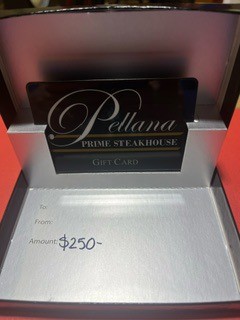 Pellana
PRIME STEAKHOUSE
GIFT CARD
To:
From:
Amount: $250-